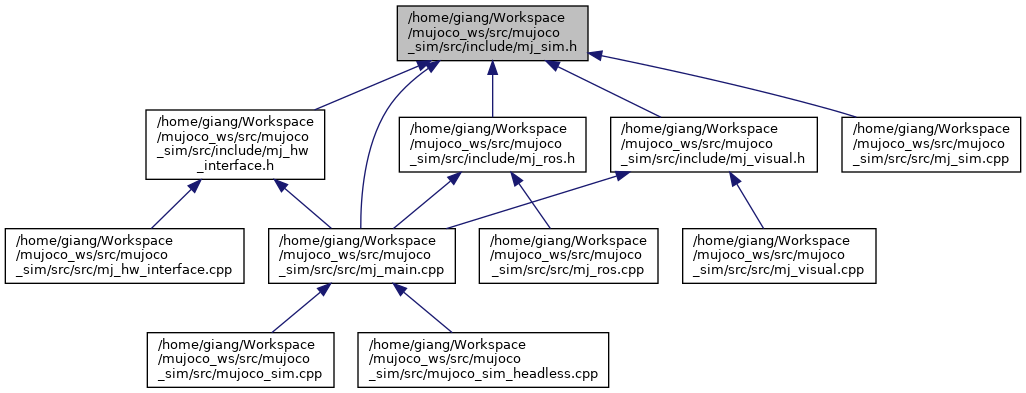 /home/giang/Workspace
/mujoco_ws/src/mujoco
_sim/src/include/mj_sim.h
/home/giang/Workspace
/mujoco_ws/src/mujoco
_sim/src/include/mj_hw
_interface.h
/home/giang/Workspace
/mujoco_ws/src/mujoco
_sim/src/include/mj_ros.h
/home/giang/Workspace
/mujoco_ws/src/mujoco
_sim/src/include/mj_visual.h
/home/giang/Workspace
/mujoco_ws/src/mujoco
_sim/src/src/mj_sim.cpp
/home/giang/Workspace
/mujoco_ws/src/mujoco
_sim/src/src/mj_hw_interface.cpp
/home/giang/Workspace
/mujoco_ws/src/mujoco
_sim/src/src/mj_main.cpp
/home/giang/Workspace
/mujoco_ws/src/mujoco
_sim/src/src/mj_ros.cpp
/home/giang/Workspace
/mujoco_ws/src/mujoco
_sim/src/src/mj_visual.cpp
/home/giang/Workspace
/mujoco_ws/src/mujoco
_sim/src/mujoco_sim.cpp
/home/giang/Workspace
/mujoco_ws/src/mujoco
_sim/src/mujoco_sim_headless.cpp